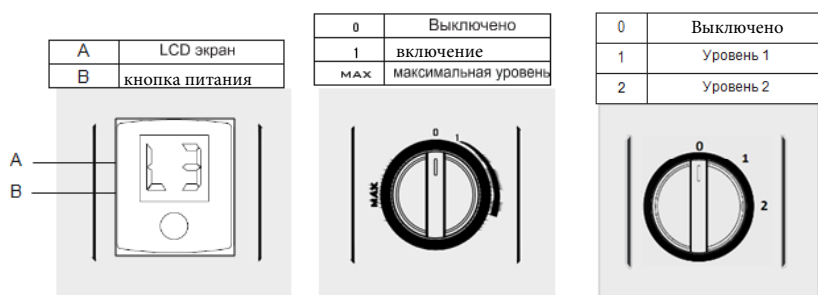 A LCD экран
B кнопка питания
A
B
L3
0 Выключено
1 включение
MAX максимальная уровень
0
1
MAX
0 Выключено
1 Уровень 1
2 Уровень 2
0
1
2